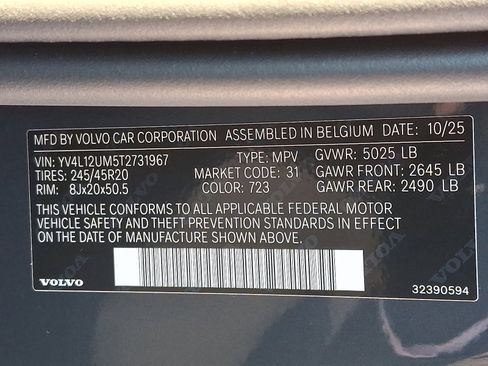 MFD BY VOLVO CAR CORPORATION ASSEMBLED IN BELGIUM DATE: 10/25
VIN: YV4L12UM5T2731967 TYPE: MPV GVWR: 5025 LB
TIRES: 245/45R20 MARKET CODE: 31 GAWR FRONT: 2645 LB
RIM: 8Jx20x50.5 COLOR: 723 GAWR REAR: 2490 LB
THIS VEHICLE CONFORMS TO ALL APPLICABLE FEDERAL MOTOR
VEHICLE SAFETY AND THEFT PREVENTION STANDARDS IN EFFECT
ON THE DATE OF MANUFACTURE SHOWN ABOVE.
VOLVO 32390594